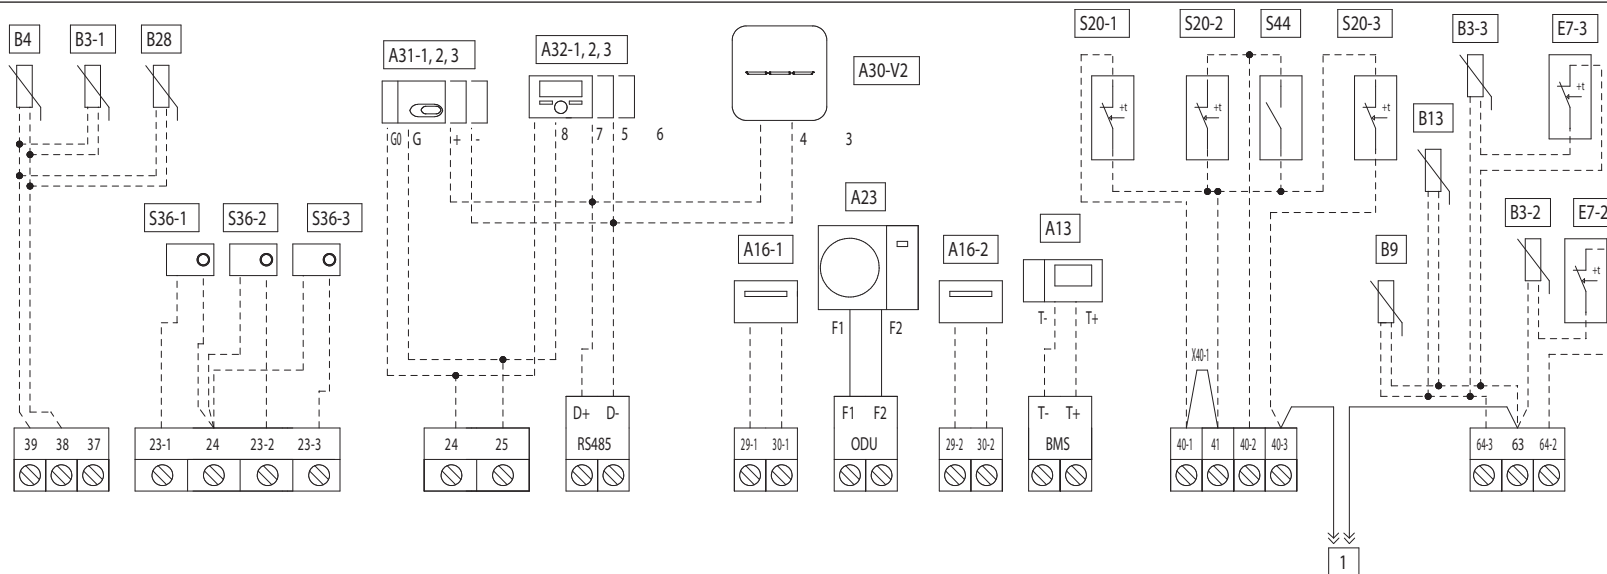 B4 B3-1 B28
A31-1, 2, 3 A32-1, 2, 3 A30-V2
S20-1 S20-2 S44 S20-3 B3-3 E7-3
+t +t +t +t
G0 G + - 8 7 5 6 4 3
B13
S36-1 S36-2 S36-3
A16-1 A23 A16-2 A13
B9 B3-2 E7-2
+t
F1 F2 T- T+
X40-1
D+ D- F1 F2 T- T+
39 38 37 23-1 24 23-2 23-3 24 25 RS485 29-1 30-1 ODU 29-2 30-2 BMS 40-1 41 40-2 40-3 64-3 63 64-2
1